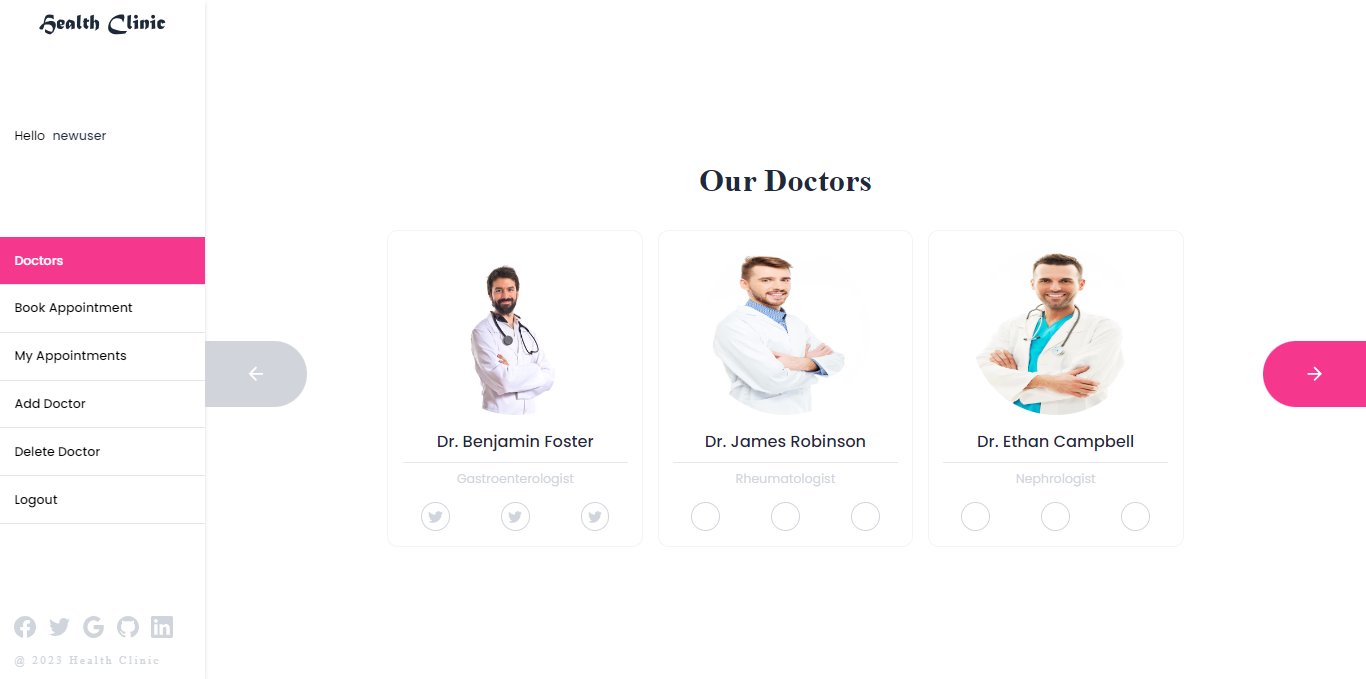 Health Clinic
Hello newuser
Doctors
Book Appointment
My Appointments
Add Doctor
Delete Doctor
Logout
@ 2023 Health Clinic
Our Doctors
Dr. Benjamin Foster
Gastroenterologist
Dr. James Robinson
Rheumatologist
Dr. Ethan Campbell
Nephrologist